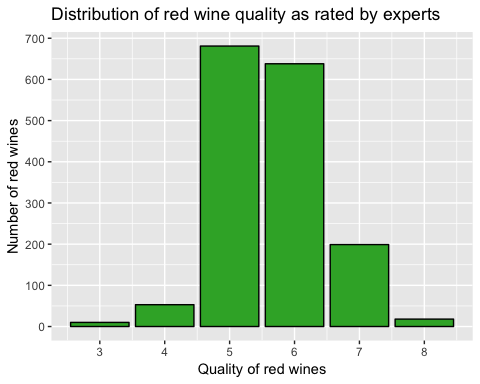 Distribution of red wine quality as rated by experts
700
600
500
400
300
200
100
0
Number of red wines
3 4 5 6 7 8
Quality of red wines